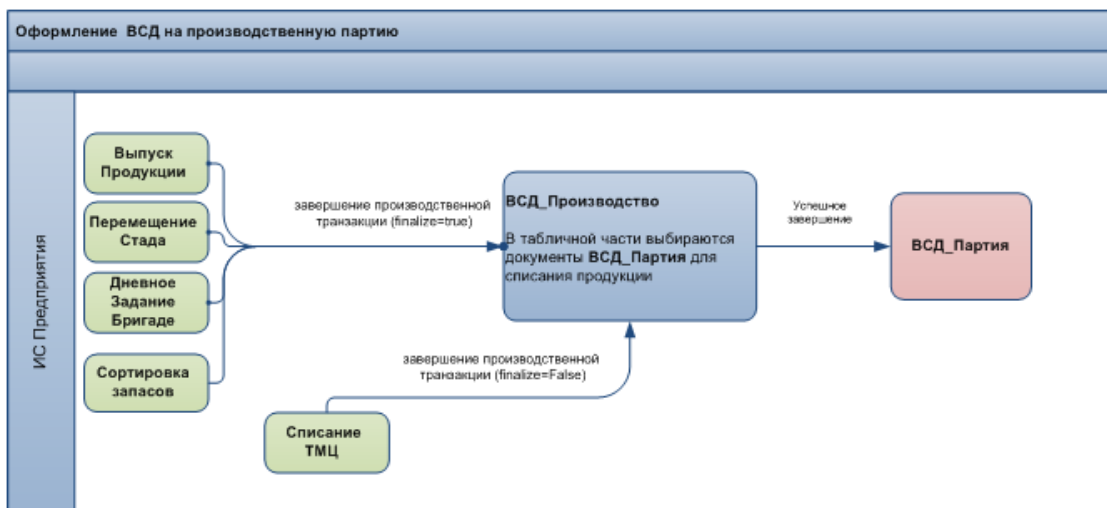 Оформление ВСД на производственную партию
ИС Предприятия
Выпуск
Продукции
Перемещение
Стада
Дневное
Задание
Бригаде
Сортировка
запасов
завершение производственной
транзакции (finalize=true)
ВСД_Производство
В табличной части выбираются
документы ВСД_Партия для
списания продукции
Успешное
завершение
ВСД_Партия
завершение производственной
транзакции (finalize=False)
Списание
ТМЦ